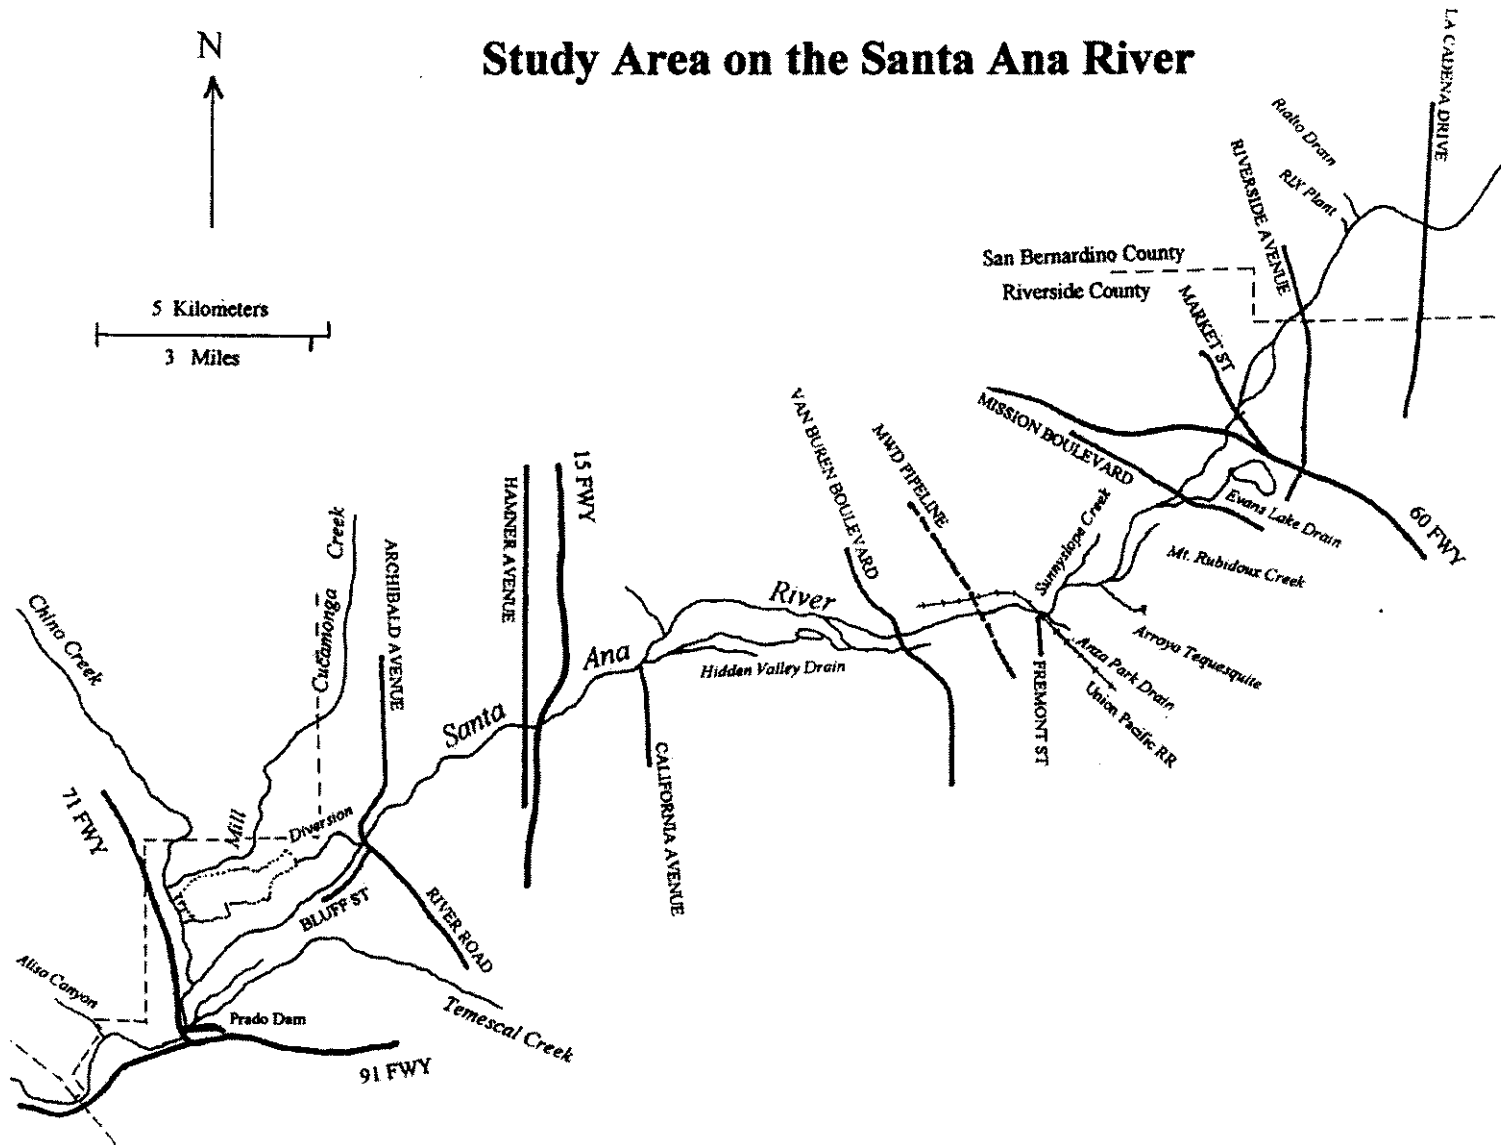 N
Study Area on the Santa Ana River
LA CADENA DRIVE
Rialto Drain
RIX Plant
RIVERSIDE AVENUE
San Bernardino County
Riverside County
5 Kilometers
3 Miles
MARKET ST
MISSION BOULEVARD
VAN BUREN BOULEVARD
MWD PIPELINE
15 FWY
HAMNER AVENUE
Evans Lake Drain
60 FWY
Sunnyslope Creek
Mt. Rubidoux Creek
Arroyo Tequesquite
Anza Park Drain
Union Pacific RR
FREMONT ST
Santa Ana River
Hidden Valley Drain
CALIFORNIA AVENUE
Cucamonga Creek
ARCHIBALD AVENUE
Chino Creek
71 FWY
Mill
Diversion
BLUFF ST
RIVER ROAD
Aliso Canyon
Prado Dam
Temescal Creek
91 FWY